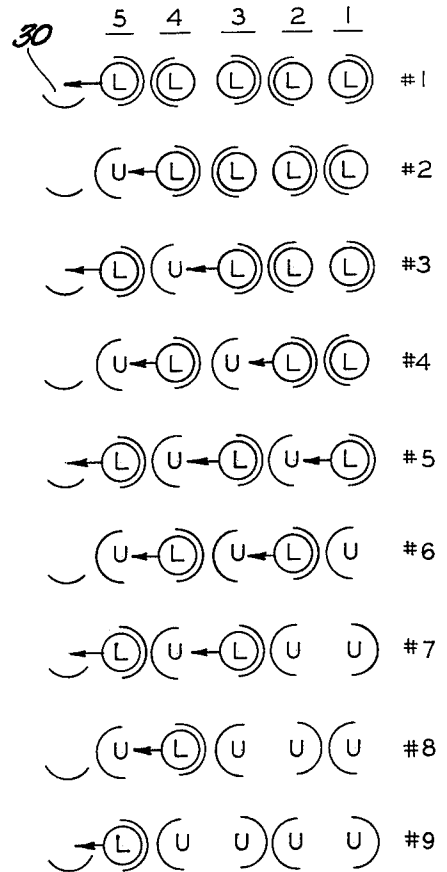 5 4 3 2 1
30
L L L L L #1
U L L L L #2
L U L L L #3
U L U L L #4
L U L U L #5
U L U L U #6
L U L U U #7
U L U U U #8
L U U U U #9